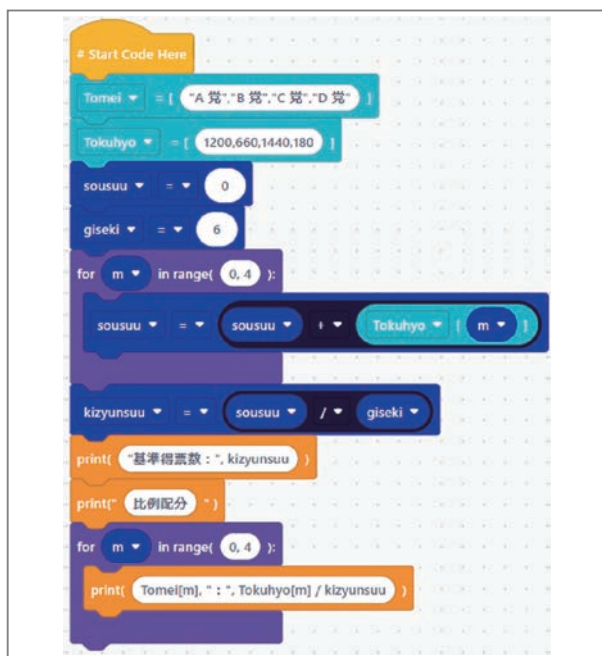 # Start Code Here
Tomei = [ "A 党","B 党","C 党","D 党" ]
Tokuhyo = [ 1200,660,1440,180 ]
sousuu = 0
giseki = 6
for m in range( 0, 4 ):
sousuu = sousuu + Tokuhyo [ m ]
kizyunsuu = sousuu / giseki
print( "基準得票数：", kizyunsuu )
print(" 比例配分 " )
for m in range( 0, 4 ):
print( Tomei[m], "：", Tokuhyo[m] / kizyunsuu )